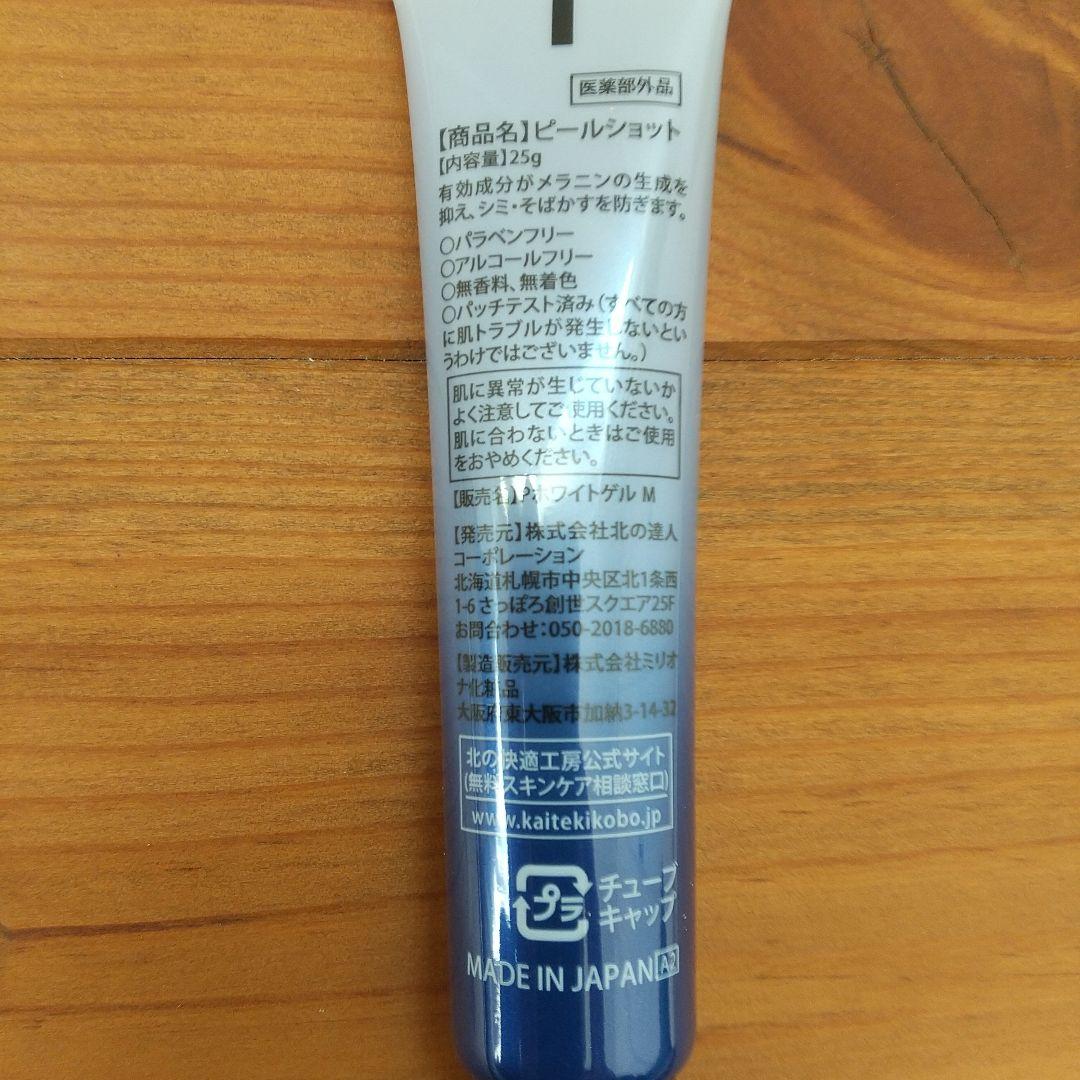 医薬部外品
【商品名】ピールショット
【内容量】25g
有効成分がメラニンの生成を
抑え、シミ・そばかすを防ぎます。
○パラベンフリー
○アルコールフリー
○無香料、無着色
○パッチテスト済み(すべての方
に肌トラブルが発生しないとい
うわけではございません。)
肌に異常が生じていないか
よく注意してご使用ください。
肌に合わないときはご使用
をおやめください。
【販売名】Pホワイトゲル M
【発売元】株式会社北の達人
コーポレーション
北海道札幌市中央区北1条西
1-6 さっぽろ創世スクエア25F
お問合わせ:050-2018-6880
【製造販売元】株式会社ミリオ
ナ化粧品
大阪府東大阪市加納3-14-32
北の快適工房公式サイト
(無料スキンケア相談窓口)
www.kaitekikobo.jp
プラ チューブ
キャップ
MADE IN JAPAN A2